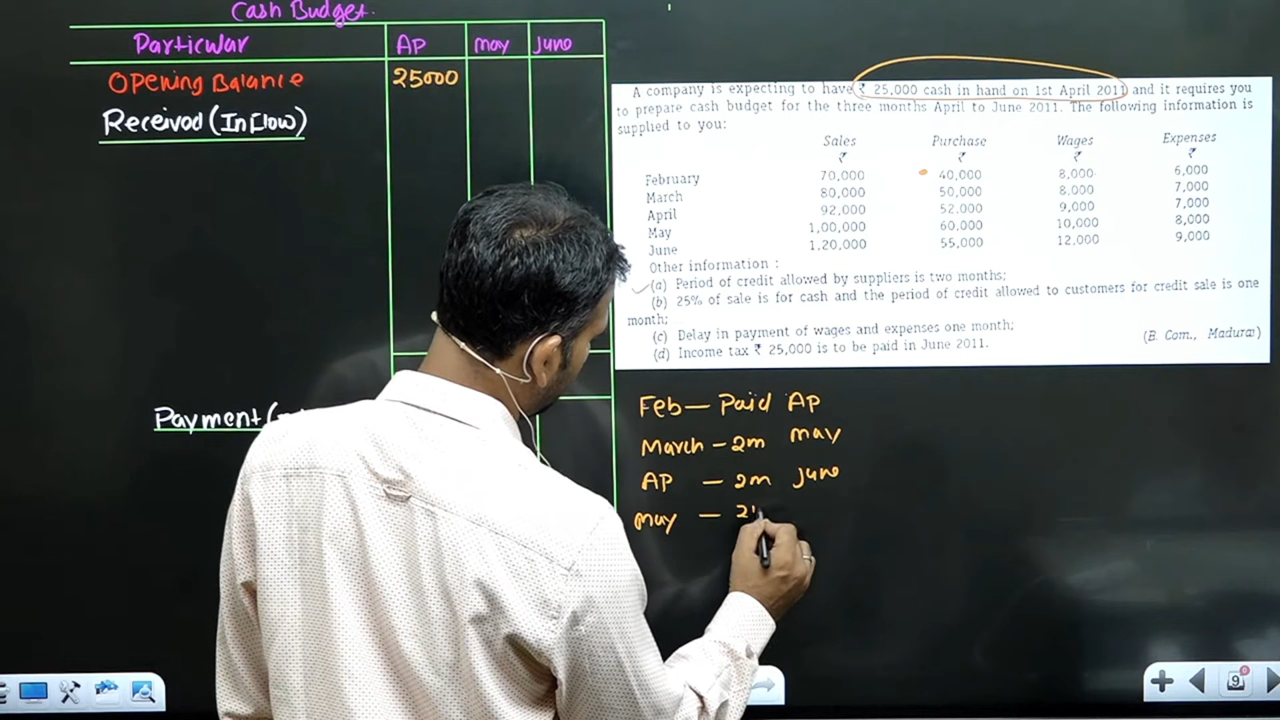 Cash Budget.
Particular AP may June
Opening Balance 25000
Received (Inflow)
Payment (
A company is expecting to have ₹ 25,000 cash in hand on 1st April 2011 and it requires you
to prepare cash budget for the three months April to June 2011. The following information is
supplied to you:
Sales Purchase Wages Expenses
₹ ₹ ₹ ₹
February 70,000 40,000 8,000 6,000
March 80,000 50,000 8,000 7,000
April 92,000 52,000 9,000 7,000
May 1,00,000 60,000 10,000 8,000
June 1,20,000 55,000 12,000 9,000
Other information :
(a) Period of credit allowed by suppliers is two months;
(b) 25% of sale is for cash and the period of credit allowed to customers for credit sale is one
month;
(c) Delay in payment of wages and expenses one month;
(d) Income tax ₹ 25,000 is to be paid in June 2011. (B. Com., Madurai)
Feb — Paid AP
March — 2m may
AP — 2m June
may — 2
9